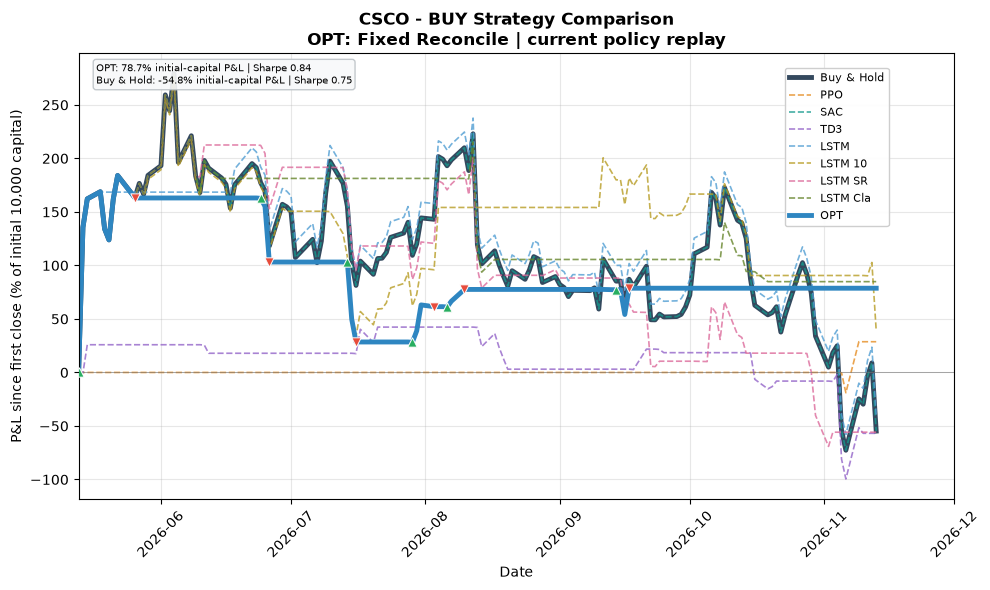 CSCO - BUY Strategy Comparison
OPT: Fixed Reconcile | current policy replay
OPT: 78.7% initial-capital P&L | Sharpe 0.84
Buy & Hold: -54.8% initial-capital P&L | Sharpe 0.75
Buy & Hold
PPO
SAC
TD3
LSTM
LSTM 10
LSTM SR
LSTM Cla
OPT
P&L since first close (% of initial 10,000 capital)
250
200
150
100
50
0
−50
−100
2026-06
2026-07
2026-08
2026-09
2026-10
2026-11
2026-12
Date